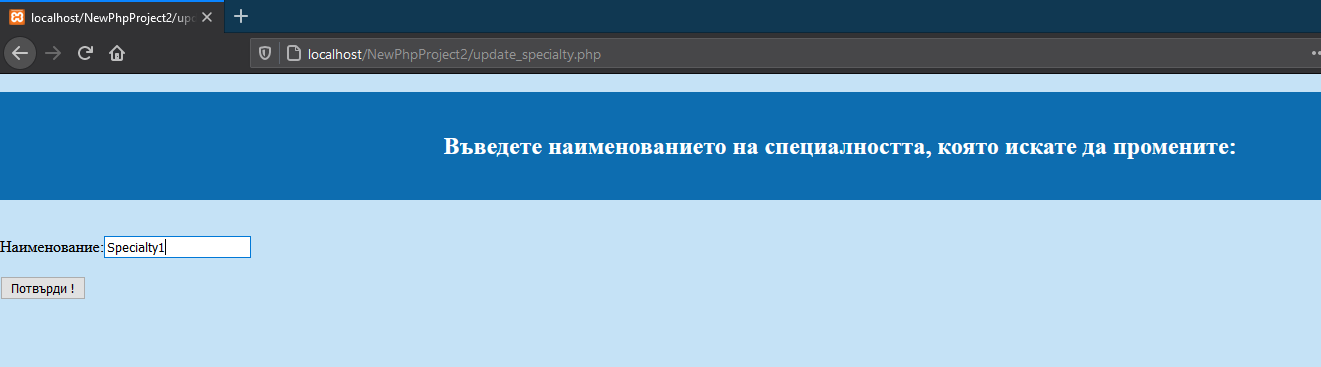 localhost/NewPhpProject2/upd
localhost/NewPhpProject2/update_specialty.php
Въведете наименованието на специалността, която искате да промените:
Наименование: Specialty1
Потвърди !